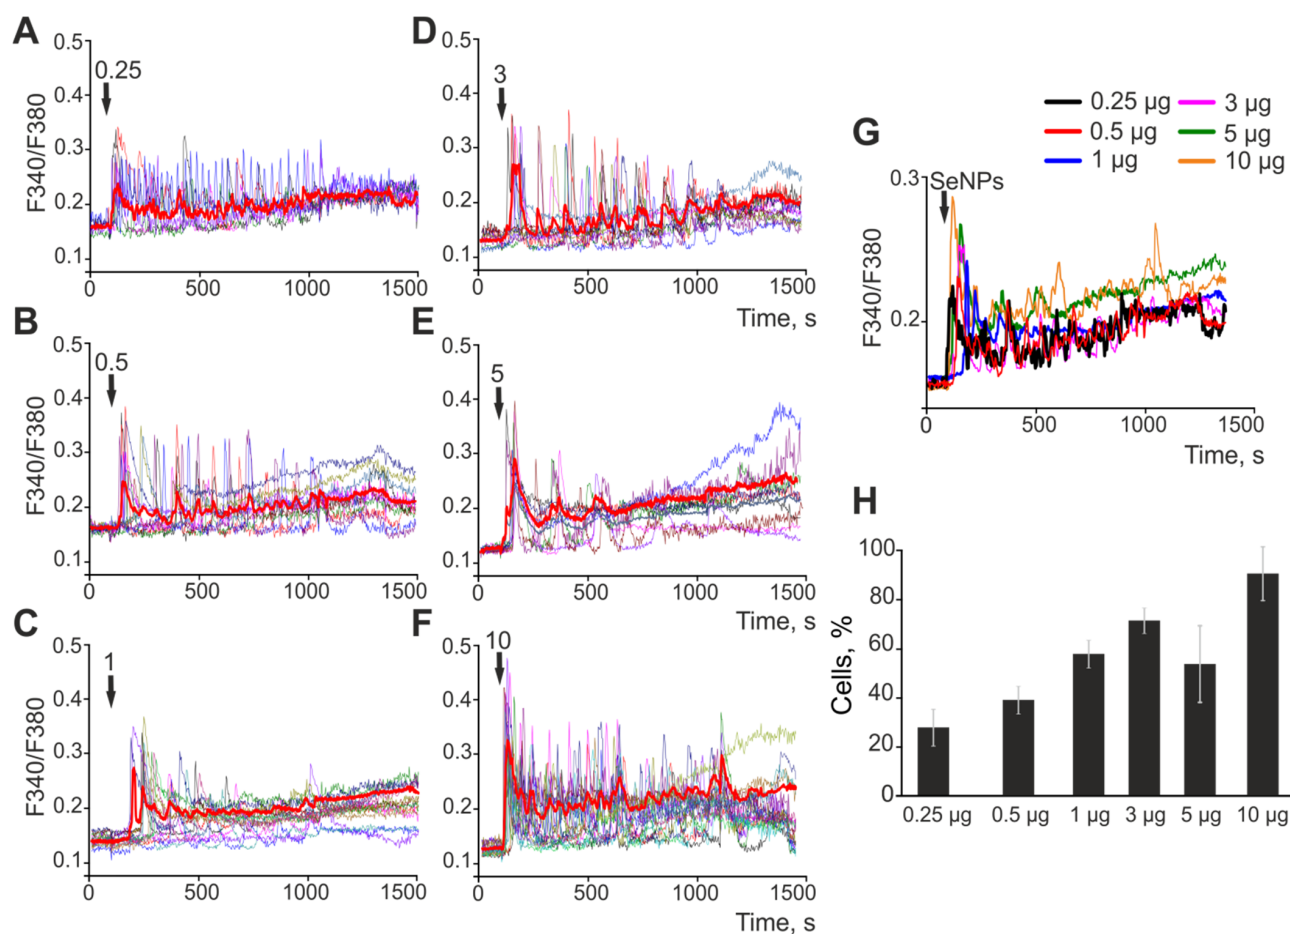 A
0.5
0.4
0.3
0.2
0.1
F340/F380
0.25
0
500
1000
1500
B
0.5
0.4
0.3
0.2
0.1
F340/F380
0.5
0
500
1000
1500
C
0.5
0.4
0.3
0.2
0.1
F340/F380
1
0
500
1000
1500
D
0.5
0.4
0.3
0.2
0.1
3
0
500
1000
1500
Time, s
E
0.5
0.4
0.3
0.2
0.1
5
0
500
1000
1500
Time, s
F
0.5
0.4
0.3
0.2
0.1
10
0
500
1000
1500
Time, s
G
0.25 µg
0.5 µg
1 µg
3 µg
5 µg
10 µg
0.3
0.2
F340/F380
SeNPs
0
500
1000
1500
Time, s
H
100
80
60
40
20
0
Cells, %
0.25 µg
0.5 µg
1 µg
3 µg
5 µg
10 µg